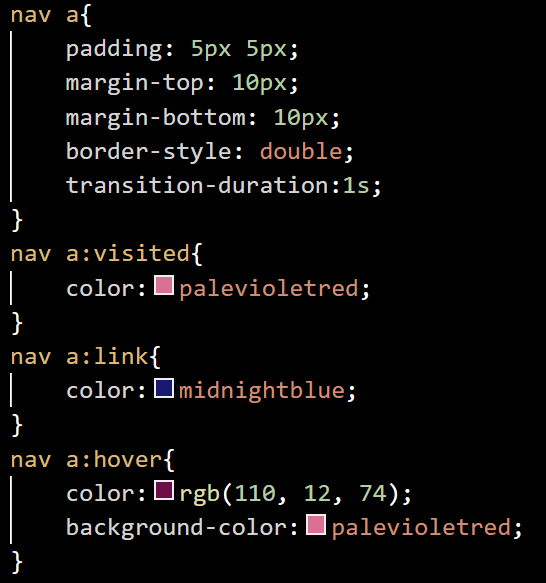 nav a{
    padding: 5px 5px;
    margin-top: 10px;
    margin-bottom: 10px;
    border-style: double;
    transition-duration:1s;
}
nav a:visited{
    color: palevioletred;
}
nav a:link{
    color: midnightblue;
}
nav a:hover{
    color: rgb(110, 12, 74);
    background-color: palevioletred;
}